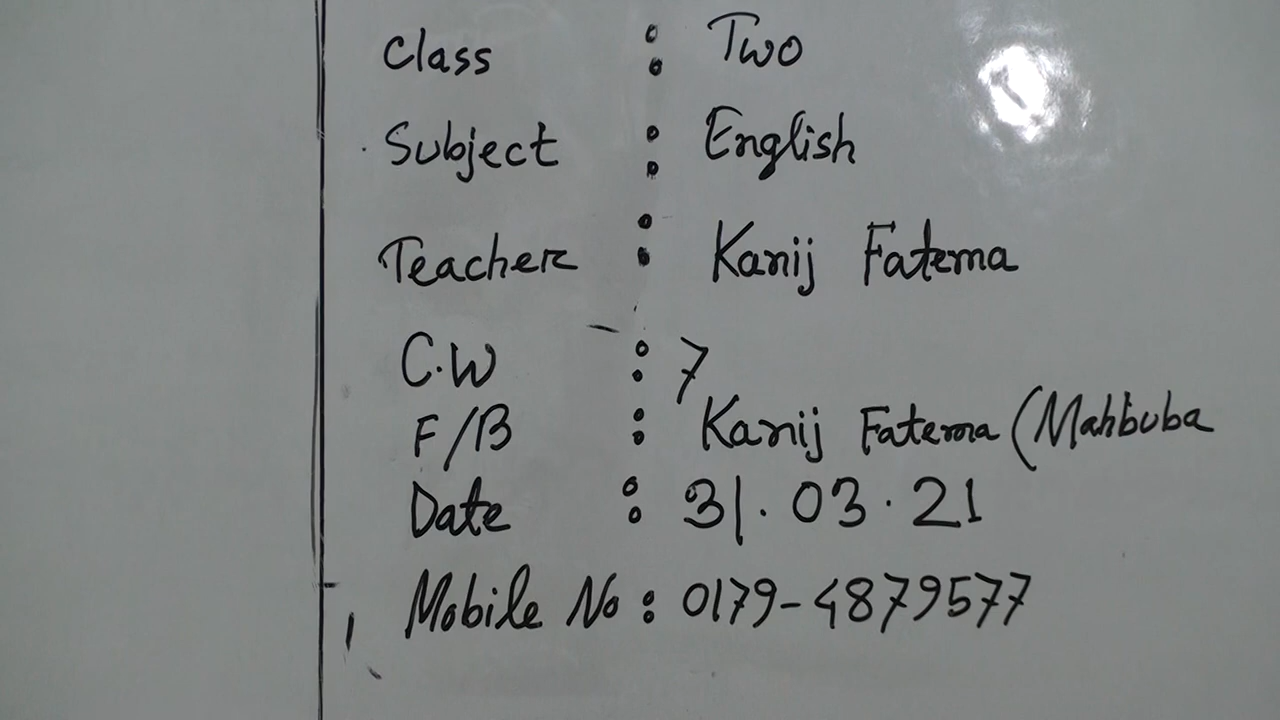 Class : Two
Subject : English
Teacher : Kanij Fatema
C.W : 7
F/B : Kanij Fatema (Mahbuba
Date : 31.03.21
Mobile No : 0179-4879577